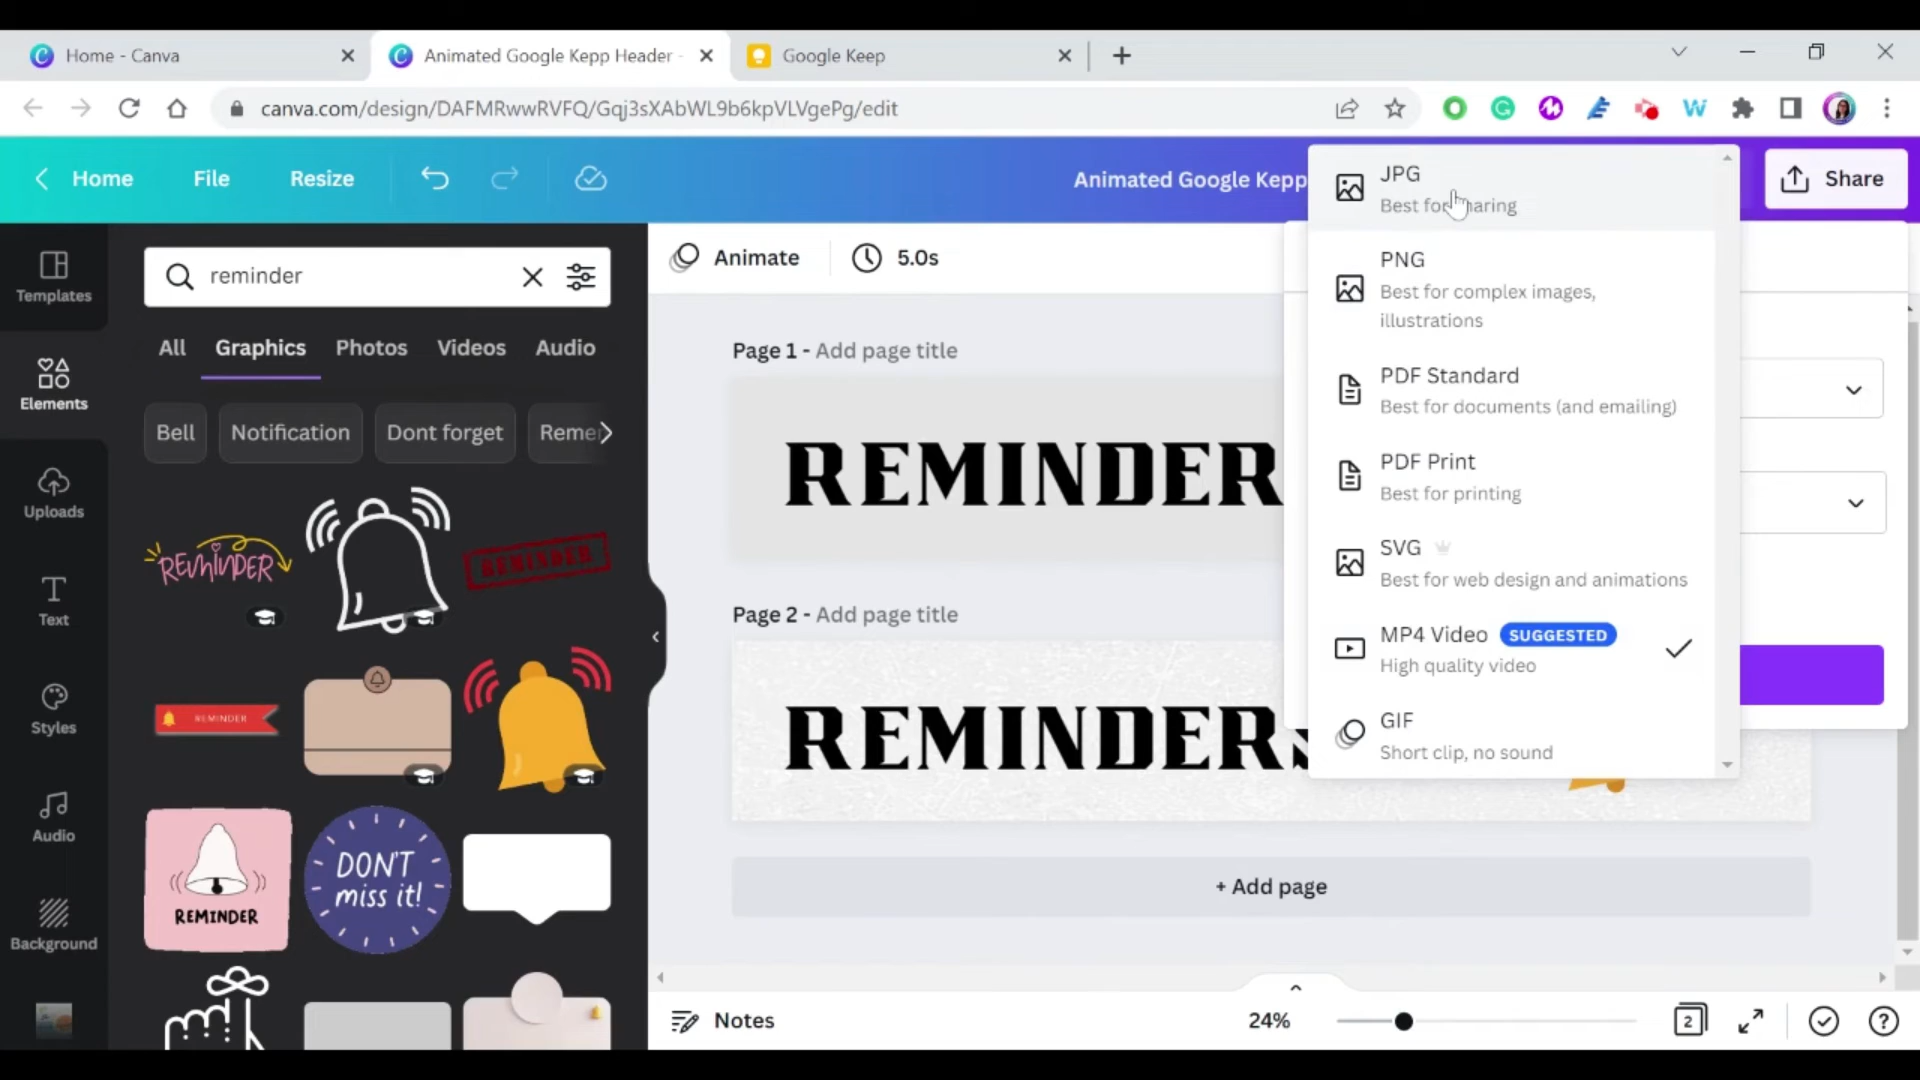 Home - Canva
Animated Google Kepp Header -
Google Keep
canva.com/design/DAFMRwwRVFQ/Gqj3sXAbWL9b6kpVLVgePg/edit
Home
File
Resize
Animated Google Kepp
Share
Templates
Elements
Uploads
Text
Styles
Audio
Background
reminder
All
Graphics
Photos
Videos
Audio
Bell
Notification
Dont forget
REMINDER
REMINDER
REMINDER
DON'T
miss it!
REMINDER
Animate
5.0s
Page 1 - Add page title
REMINDER
Page 2 - Add page title
REMINDERS
+ Add page
JPG
Best for sharing
PNG
Best for complex images,
illustrations
PDF Standard
Best for documents (and emailing)
PDF Print
Best for printing
SVG
Best for web design and animations
MP4 Video SUGGESTED
High quality video
GIF
Short clip, no sound
Notes
24%
2